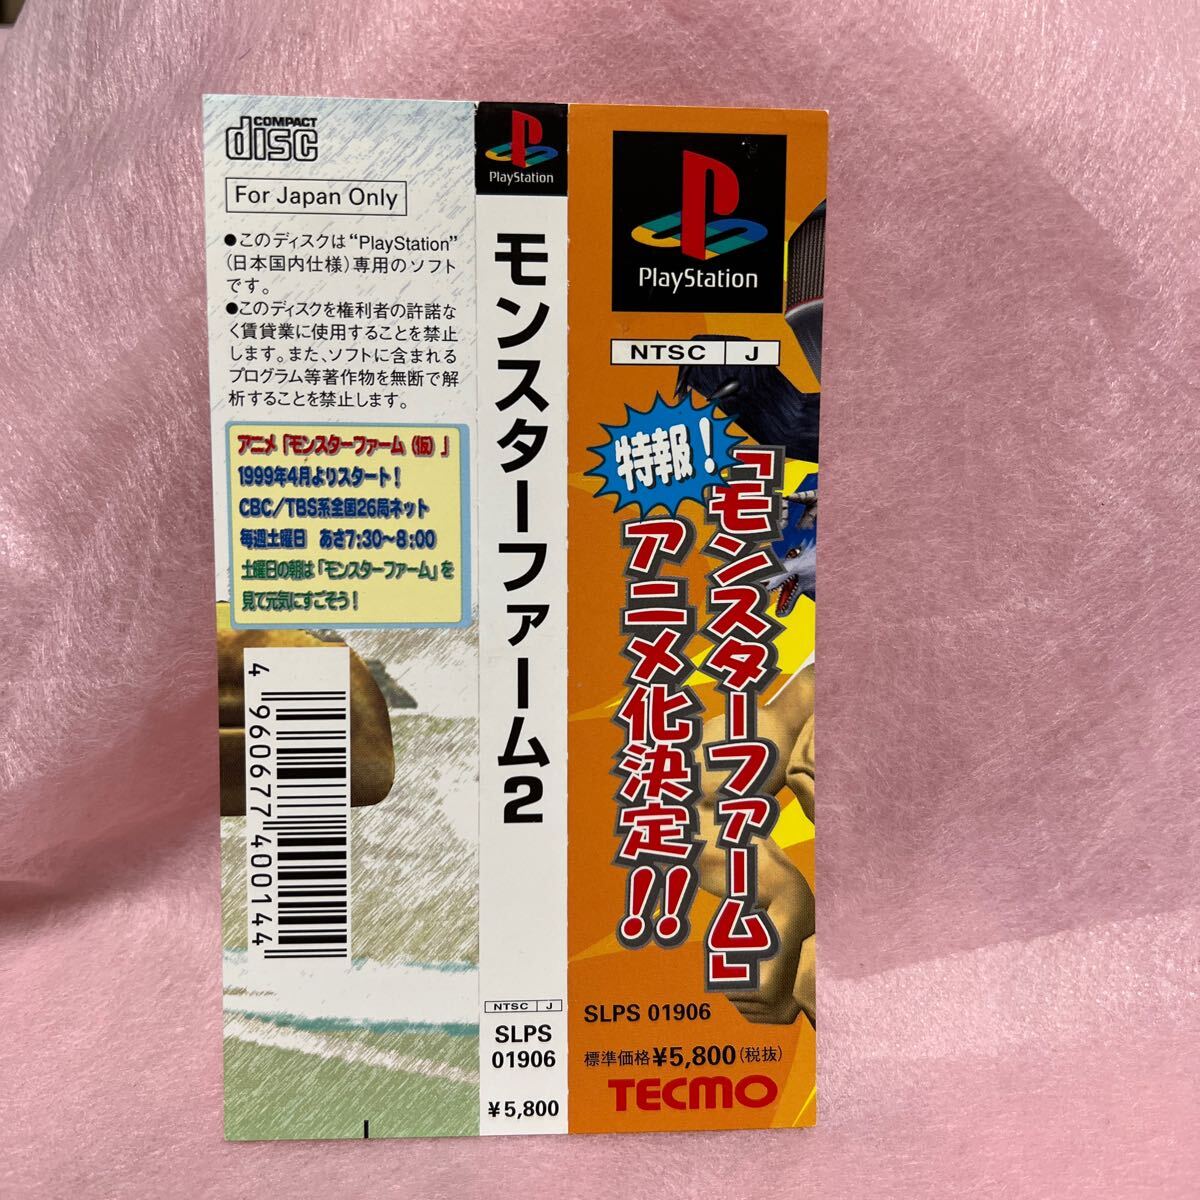 COMPACT
disc
For Japan Only
●このディスクは“PlayStation”
(日本国内仕様)専用のソフト
です。
●このディスクを権利者の許諾な
く賃貸業に使用することを禁止
します。また、ソフトに含まれる
プログラム等著作物を無断で解
析することを禁止します。
アニメ「モンスターファーム(仮)」
1999年4月よりスタート!
CBC/TBS系全国26局ネット
毎週土曜日 あさ7:30〜8:00
土曜日の朝は「モンスターファーム」を
見て元気にすごそう!
4 960677 400144
PlayStation
モンスターファーム2
NTSC J
SLPS
01906
¥5,800
PlayStation
NTSC J
特報!
「モンスターファーム」
アニメ化決定!!
SLPS 01906
標準価格¥5,800(税抜)
TECMO